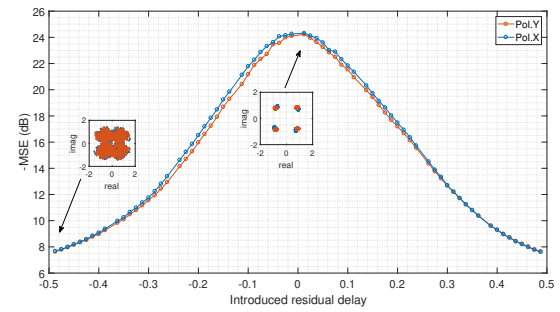 26
24
22
20
18
16
14
12
10
8
6
-MSE (dB)
Pol.Y
Pol.X
2
0
-2
imag
-2 0 2
real
2
0
-2
imag
-2 0 2
real
-0.5 -0.4 -0.3 -0.2 -0.1 0 0.1 0.2 0.3 0.4 0.5
Introduced residual delay